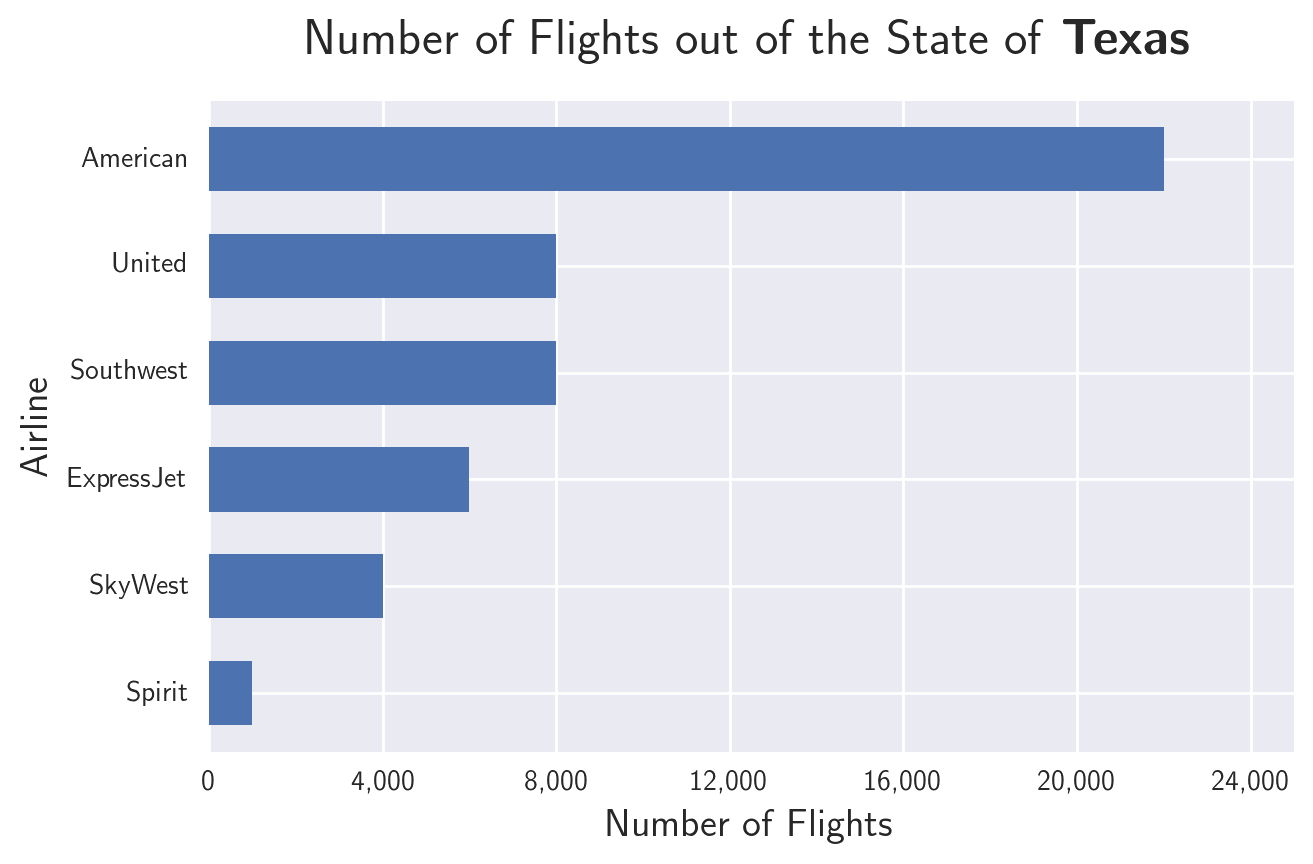 Number of Flights out of the State of Texas
American
United
Southwest
ExpressJet
SkyWest
Spirit
Airline
0 4,000 8,000 12,000 16,000 20,000 24,000
Number of Flights